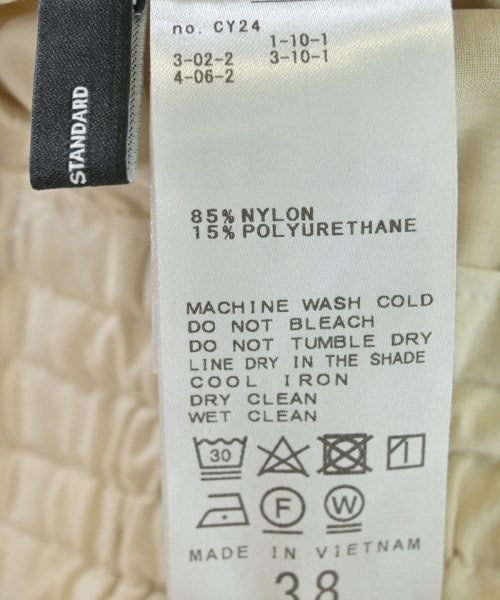 STANDARD
no. CY24
1-10-1
3-02-2 3-10-1
4-06-2
85% NYLON
15% POLYURETHANE
MACHINE WASH COLD
DO NOT BLEACH
DO NOT TUMBLE DRY
LINE DRY IN THE SHADE
COOL IRON
DRY CLEAN
WET CLEAN
30
F W
MADE IN VIETNAM
38